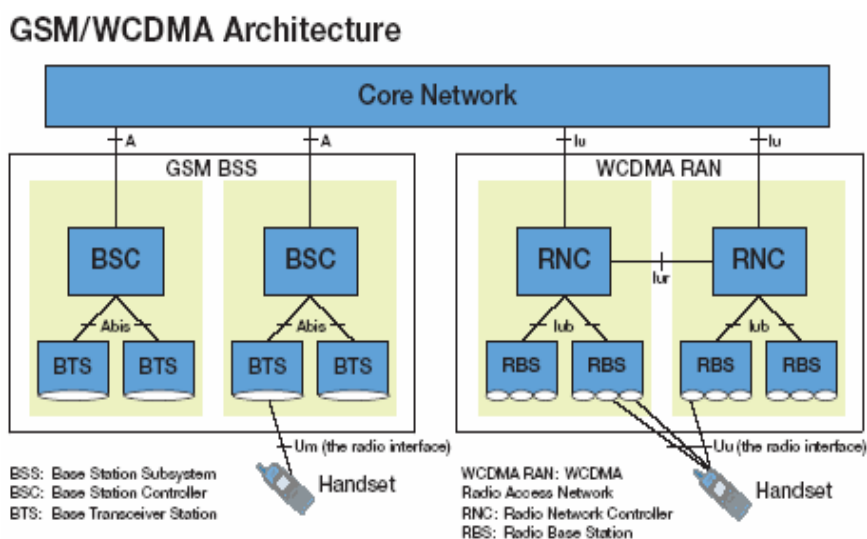 GSM/WCDMA Architecture
Core Network
A
A
Iu
Iu
GSM BSS
WCDMA RAN
BSC
BSC
RNC
RNC
Iur
Abis
Abis
Iub
Iub
BTS
BTS
BTS
BTS
RBS
RBS
RBS
RBS
Um (the radio interface)
Uu (the radio interface)
Handset
Handset
BSS: Base Station Subsystem
BSC: Base Station Controller
BTS: Base Transceiver Station
WCDMA RAN: WCDMA
Radio Access Network
RNC: Radio Network Controller
RBS: Radio Base Station